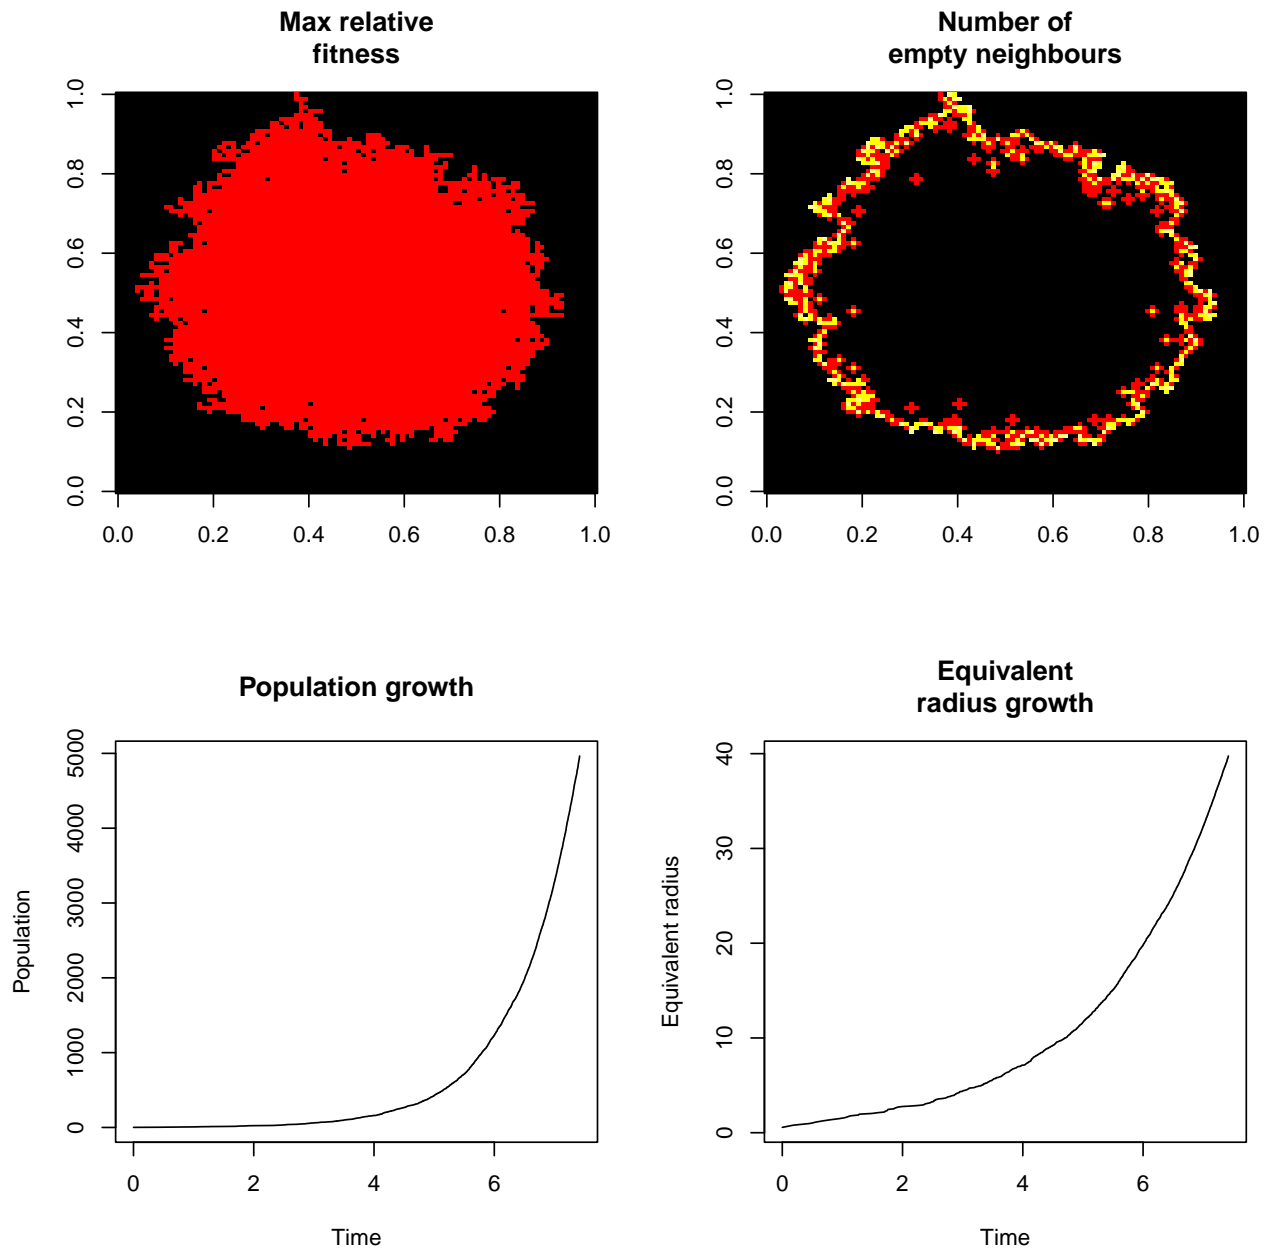 Max relative
fitness
1.0
0.8
0.6
0.4
0.2
0.0
0.0 0.2 0.4 0.6 0.8 1.0
Number of
empty neighbours
1.0
0.8
0.6
0.4
0.2
0.0
0.0 0.2 0.4 0.6 0.8 1.0
Population growth
Population
5000
4000
3000
2000
1000
0
0 2 4 6
Time
Equivalent
radius growth
Equivalent radius
40
30
20
10
0
0 2 4 6
Time